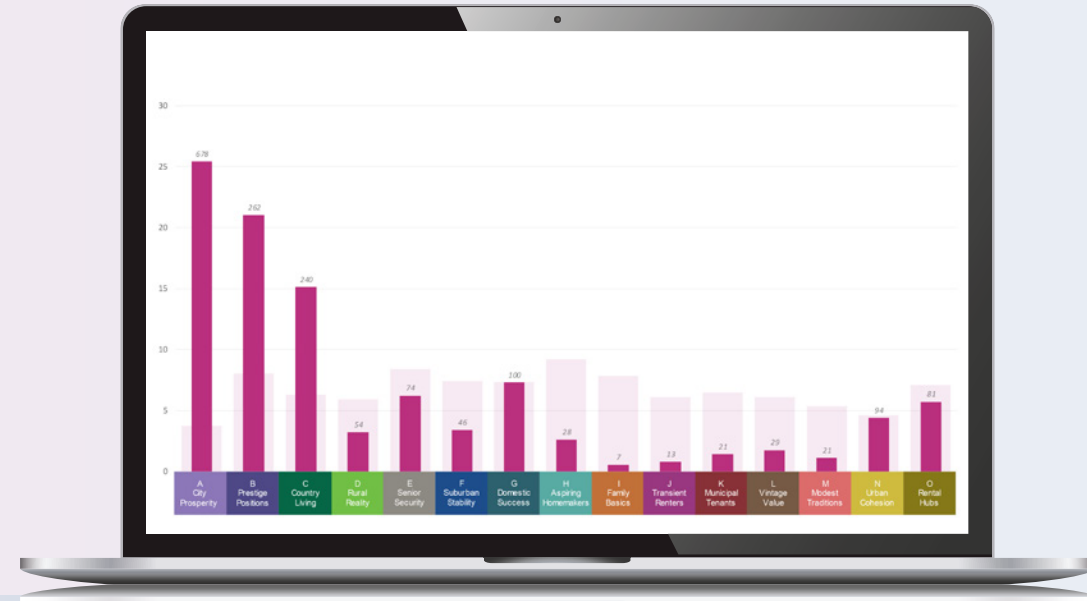 30
25
20
15
10
5
0
678
262
240
54
74
46
100
28
7
13
21
29
21
94
81
A
City
Prosperity
B
Prestige
Positions
C
Country
Living
D
Rural
Reality
E
Senior
Security
F
Suburban
Stability
G
Domestic
Success
H
Aspiring
Homemakers
I
Family
Basics
J
Transient
Renters
K
Municipal
Tenants
L
Vintage
Value
M
Modest
Traditions
N
Urban
Cohesion
O
Rental
Hubs